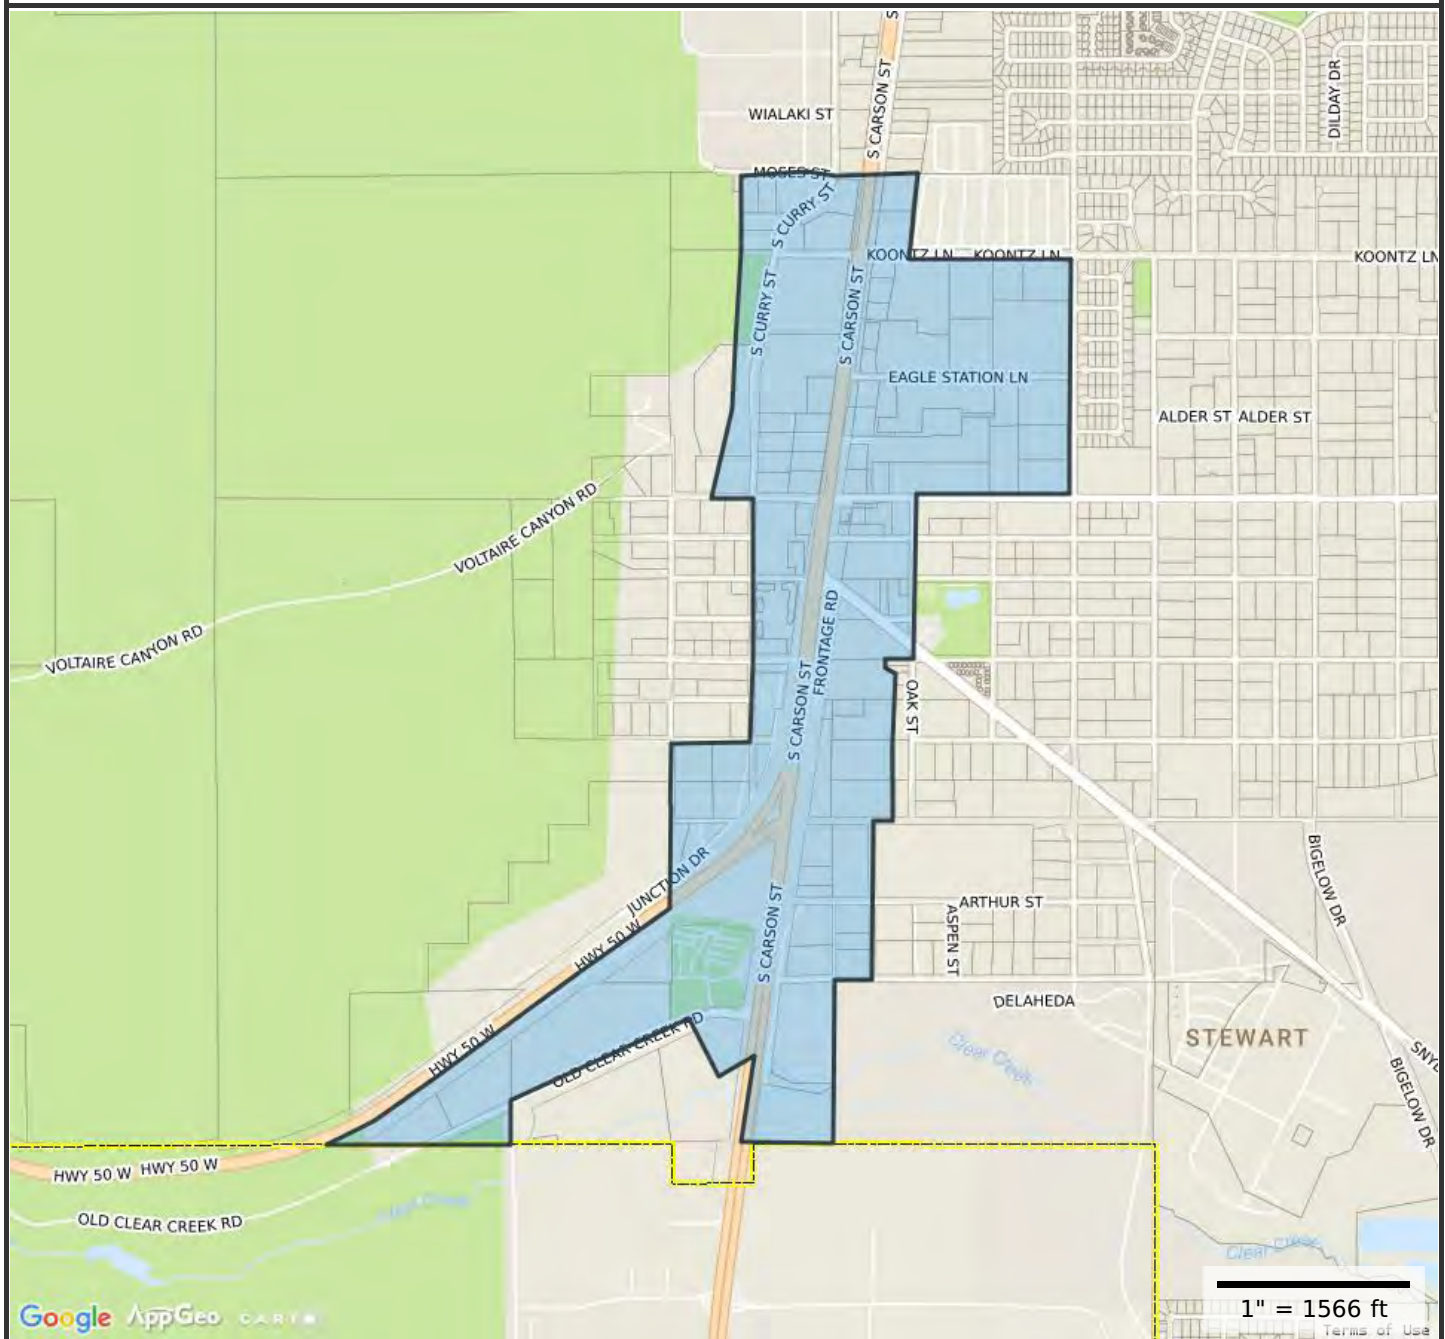 S
S CARSON ST
DILDAY DR
WIALAKI ST
MOSES ST
S CURRY ST
KOONTZ LN
KOONTZ LN
KOONTZ LN
S CURRY ST
S CARSON ST
EAGLE STATION LN
ALDER ST
ALDER ST
VOLTAIRE CANYON RD
VOLTAIRE CANYON RD
FRONTAGE RD
S CARSON ST
OAK ST
JUNCTION DR
BIGELOW DR
S CARSON ST
ARTHUR ST
ASPEN ST
HWY 50 W
DELAHEDA
HWY 50 W
OLD CLEAR CREEK RD
Clear Creek
STEWART
SNY
BIGELOW DR
HWY 50 W
HWY 50 W
OLD CLEAR CREEK RD
Clear Creek
Clear Creek
1" = 1566 ft
Google
AppGeo
CARTO
Terms of Use